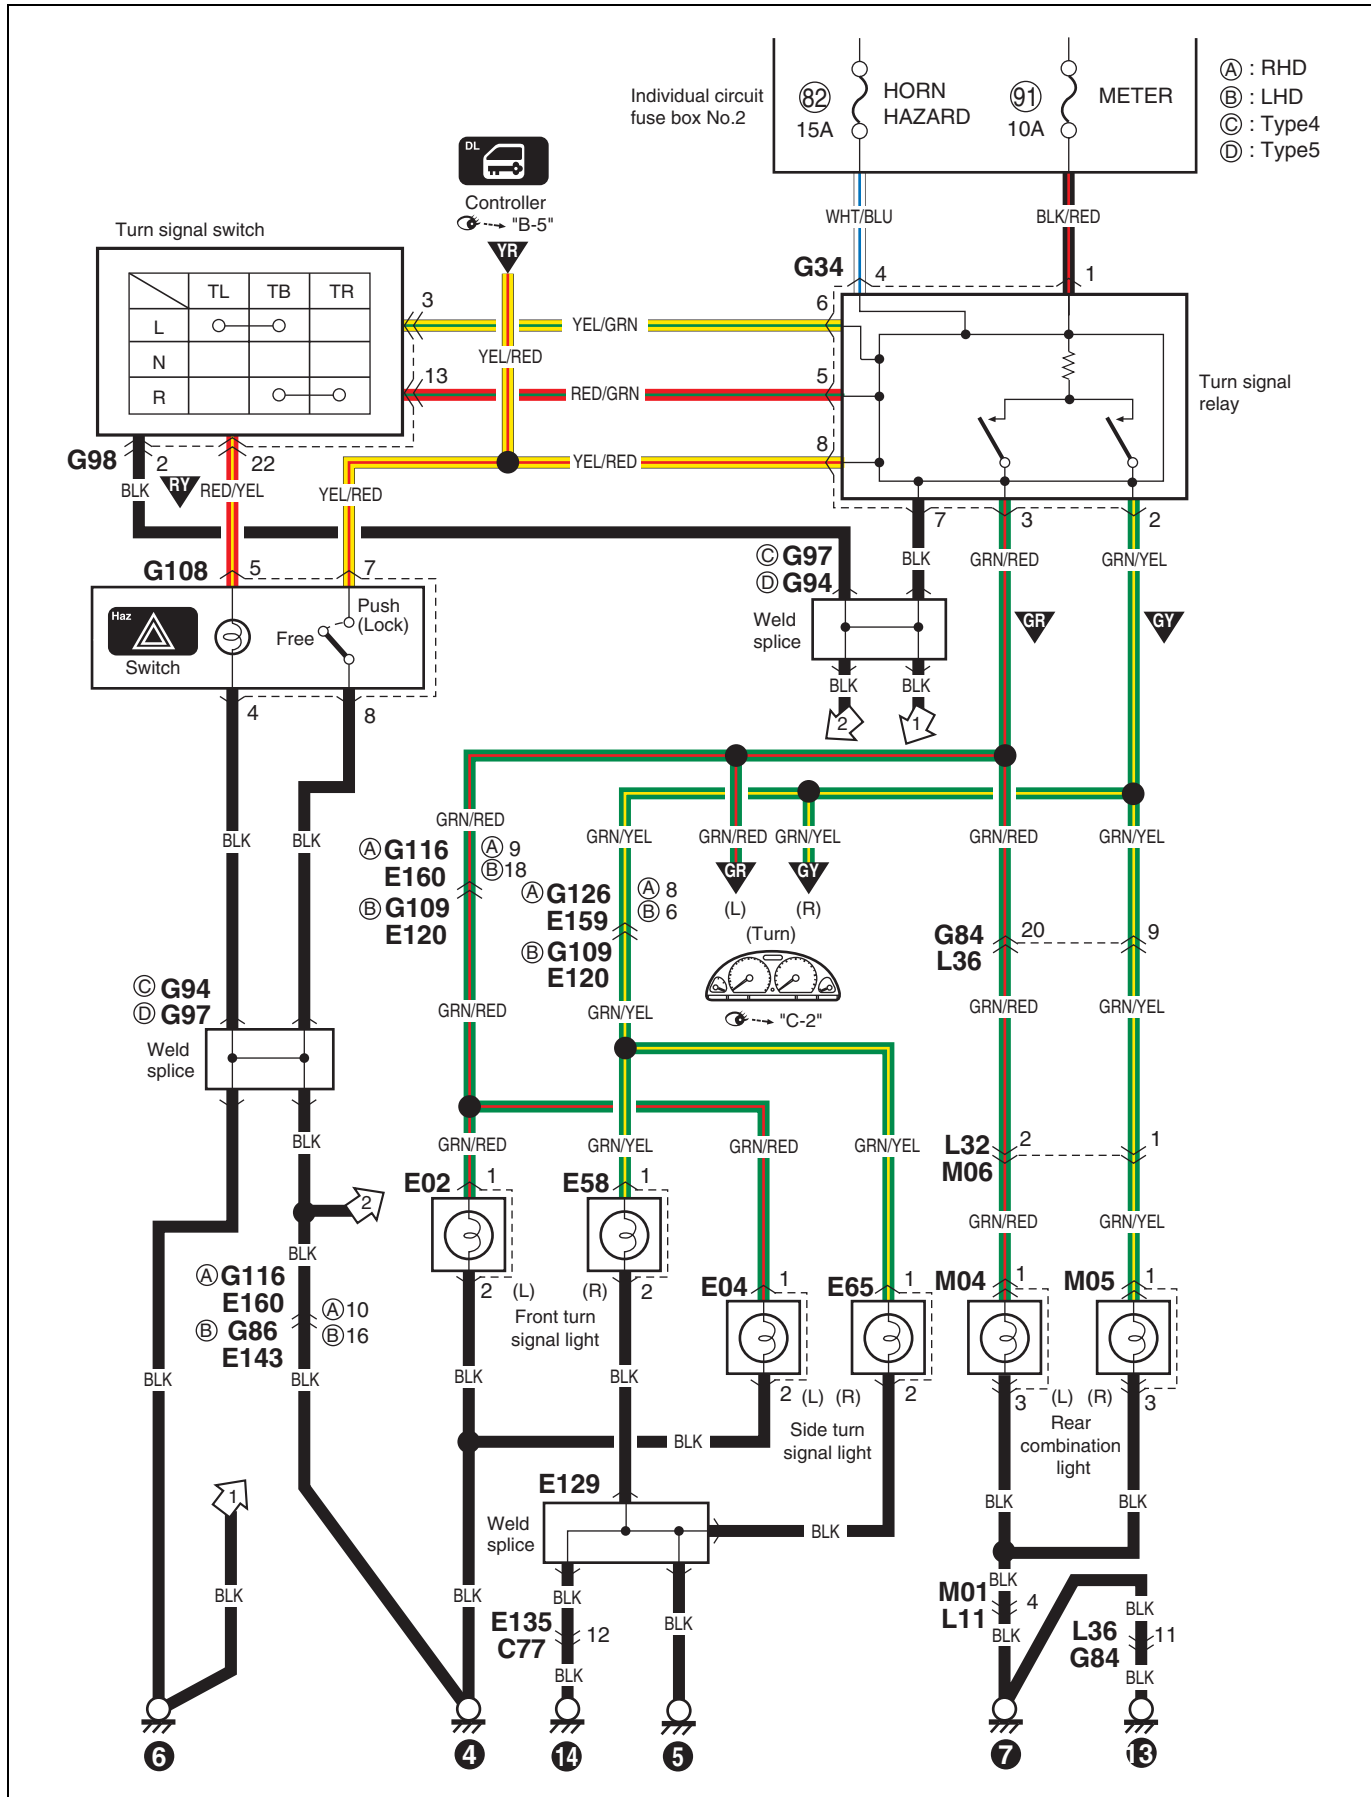 Individual circuit
fuse box No.2
82
15A
HORN
HAZARD
91
10A
METER
A : RHD
B : LHD
C : Type4
D : Type5
DL
Controller
"B-5"
YR
WHT/BLU
BLK/RED
Turn signal switch
TL TB TR
L
N
R
3
YEL/GRN
6
G34
4
1
YEL/RED
13
RED/GRN
5
Turn signal
relay
G98
2
22
YEL/RED
8
BLK
RY
RED/YEL
YEL/RED
7
3
2
C G97
D G94
BLK
GRN/RED
GRN/YEL
G108
5
7
Haz
Switch
Free
Push
(Lock)
Weld
splice
GR
GY
BLK
BLK
4
8
2
1
BLK
BLK
GRN/RED
A G116
E160
A 9
B 18
B G109
E120
GRN/YEL
A G126
E159
A 8
B 6
B G109
E120
GRN/RED
GRN/YEL
GR
GY
(L)
(R)
(Turn)
"C-2"
GRN/RED
GRN/YEL
G84
L36
20
9
C G94
D G97
Weld
splice
GRN/RED
GRN/YEL
GRN/RED
GRN/YEL
BLK
GRN/RED
GRN/YEL
GRN/RED
GRN/YEL
L32
M06
2
1
E02
1
E58
1
2
GRN/RED
GRN/YEL
BLK
A G116
E160
A 10
B 16
B G86
E143
2
(L)
(R)
2
Front turn
signal light
E04
1
E65
1
M04
1
M05
1
BLK
BLK
BLK
BLK
2
(L)
(R)
2
3
(L)
(R)
3
Side turn
signal light
Rear
combination
light
BLK
E129
Weld
splice
BLK
BLK
BLK
1
BLK
BLK
BLK
BLK
E135
C77
12
BLK
BLK
M01
L11
4
BLK
BLK
L36
G84
11
BLK
6
4
14
5
7
13